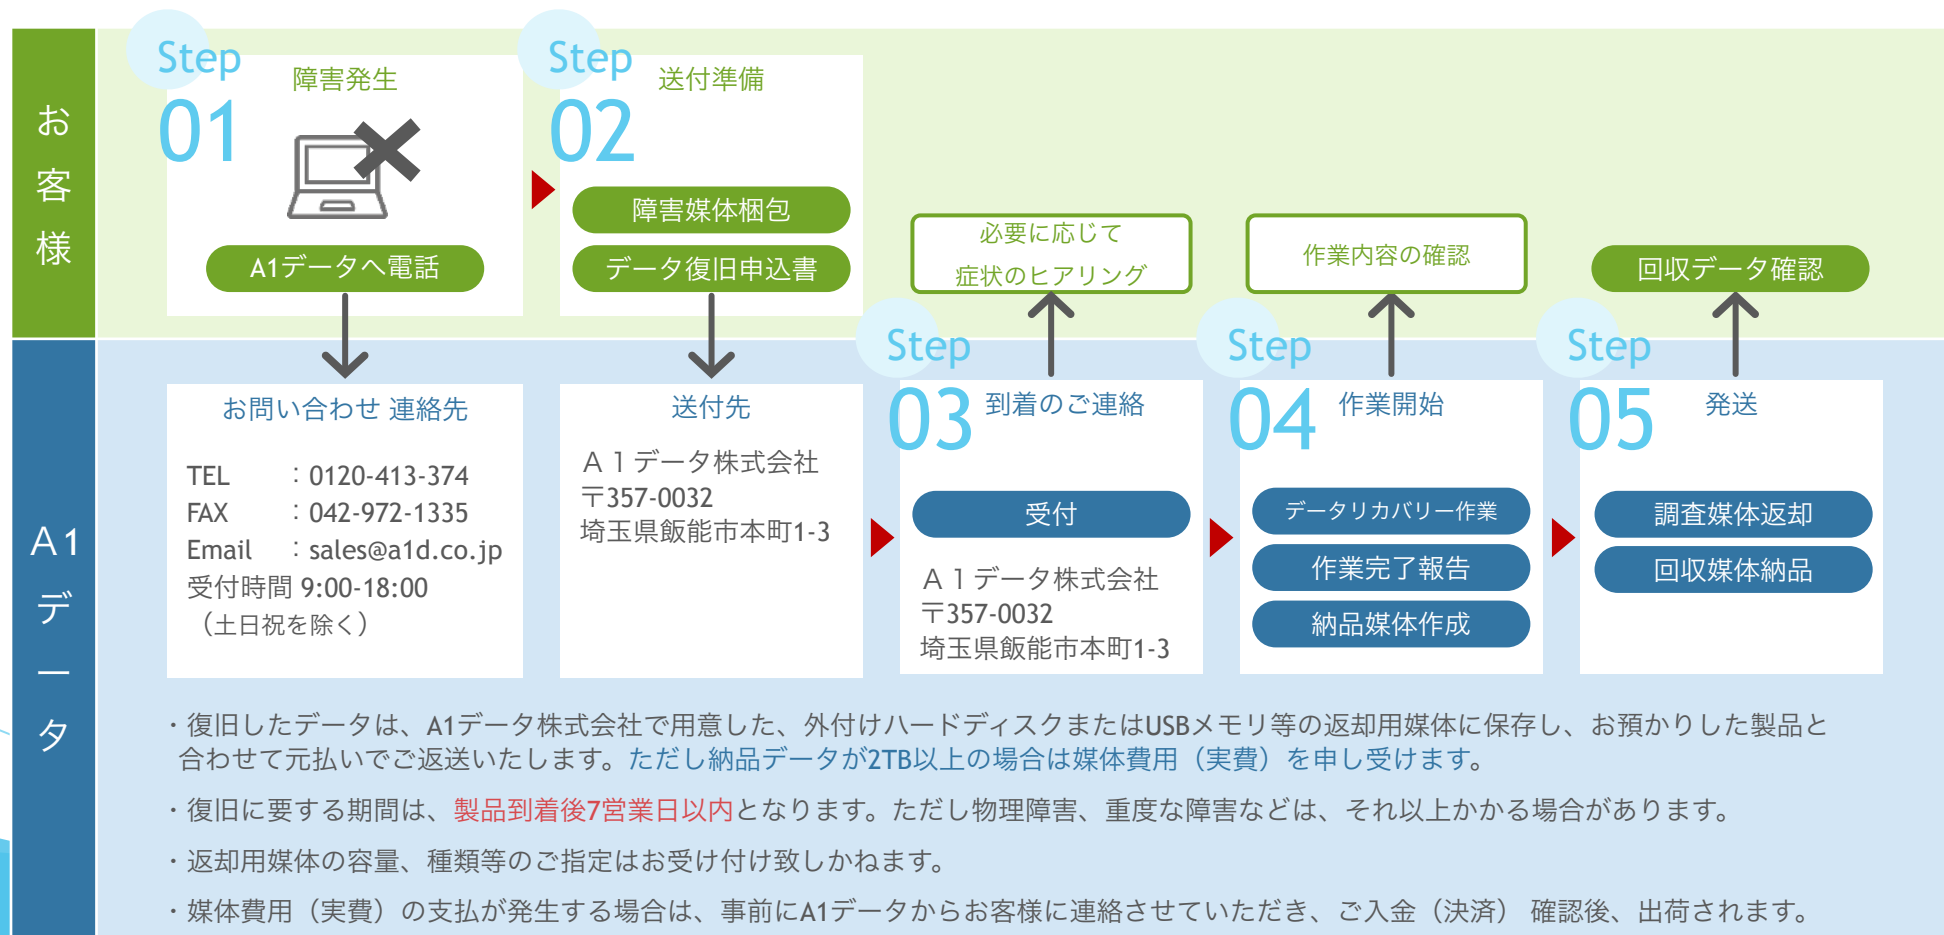 お客様
Step
01
障害発生
A1データへ電話
Step
02
送付準備
障害媒体梱包
データ復旧申込書
必要に応じて
症状のヒアリング
作業内容の確認
回収データ確認
A1データ
お問い合わせ 連絡先
TEL ：0120-413-374
FAX ：042-972-1335
Email ：sales@a1d.co.jp
受付時間 9:00-18:00
（土日祝を除く）
送付先
A１データ株式会社
〒357-0032
埼玉県飯能市本町1-3
Step
03
到着のご連絡
受付
A１データ株式会社
〒357-0032
埼玉県飯能市本町1-3
Step
04
作業開始
データリカバリー作業
作業完了報告
納品媒体作成
Step
05
発送
調査媒体返却
回収媒体納品
・復旧したデータは、A1データ株式会社で用意した、外付けハードディスクまたはUSBメモリ等の返却用媒体に保存し、お預かりした製品と
合わせて元払いでご返送いたします。ただし納品データが2TB以上の場合は媒体費用（実費）を申し受けます。
・復旧に要する期間は、製品到着後7営業日以内となります。ただし物理障害、重度な障害などは、それ以上かかる場合があります。
・返却用媒体の容量、種類等のご指定はお受け付け致しかねます。
・媒体費用（実費）の支払が発生する場合は、事前にA1データからお客様に連絡させていただき、ご入金（決済） 確認後、出荷されます。